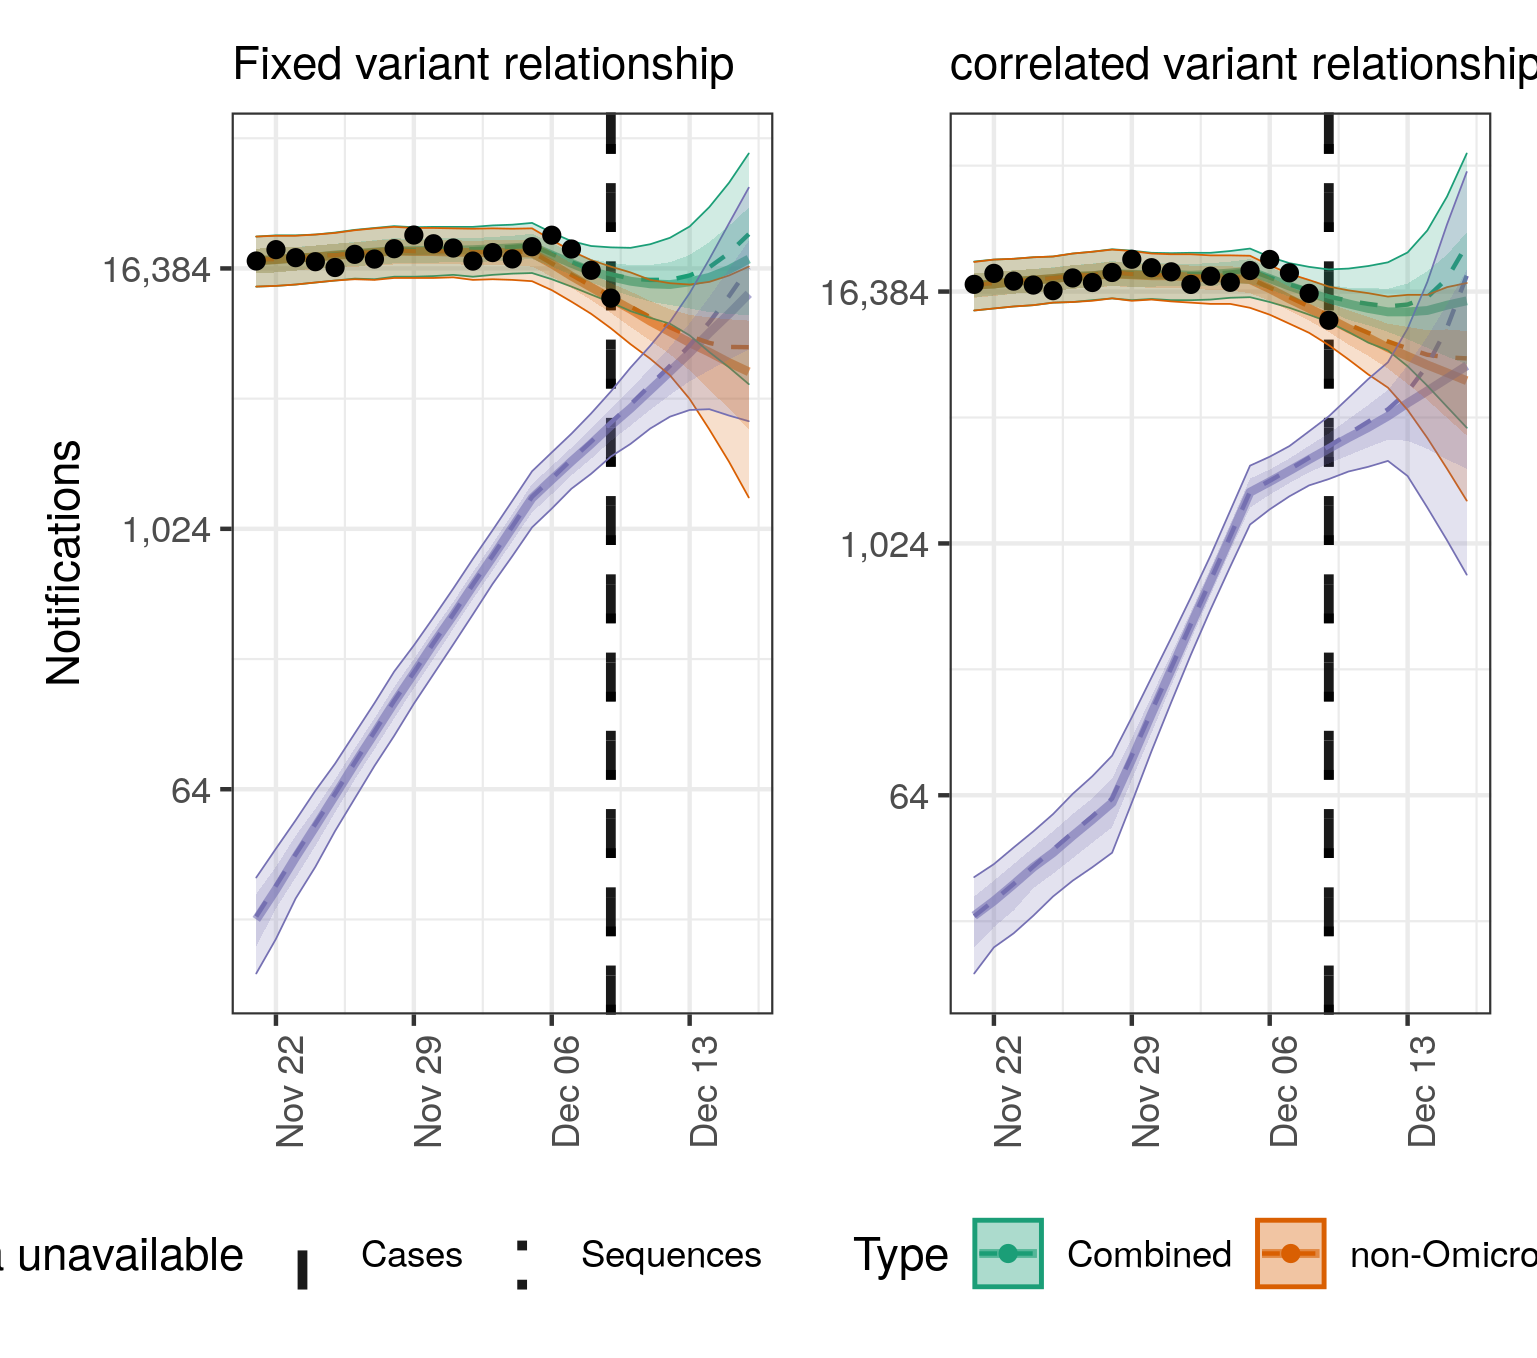 Fixed variant relationship
correlated variant relationship
Notifications
16,384
1,024
64
16,384
1,024
64
Nov 22
Nov 29
Dec 06
Dec 13
Nov 22
Nov 29
Dec 06
Dec 13
unavailable
Cases
Sequences
Type
Combined
non-Omicro